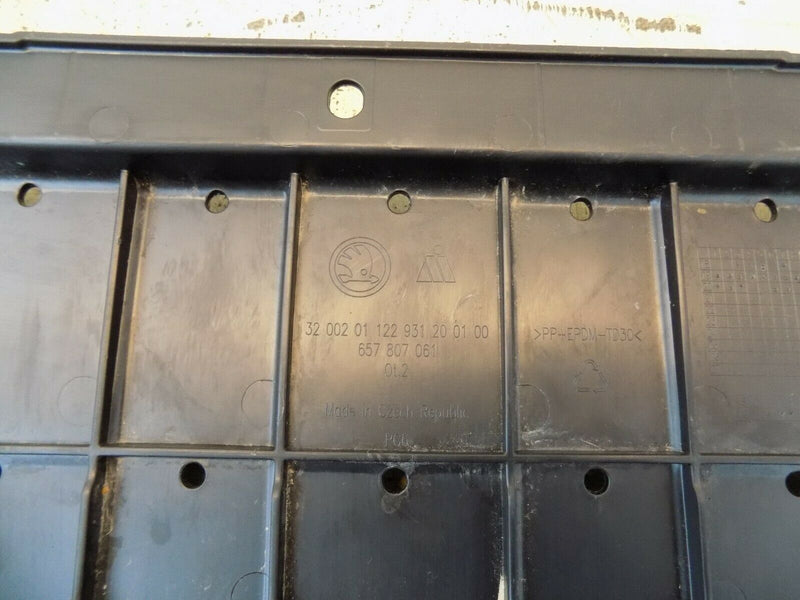 32 002 01 122 931 20 01 00
657 807 061
Ot.2
Made in Czech Republic
>PP-EPDM-TD30<